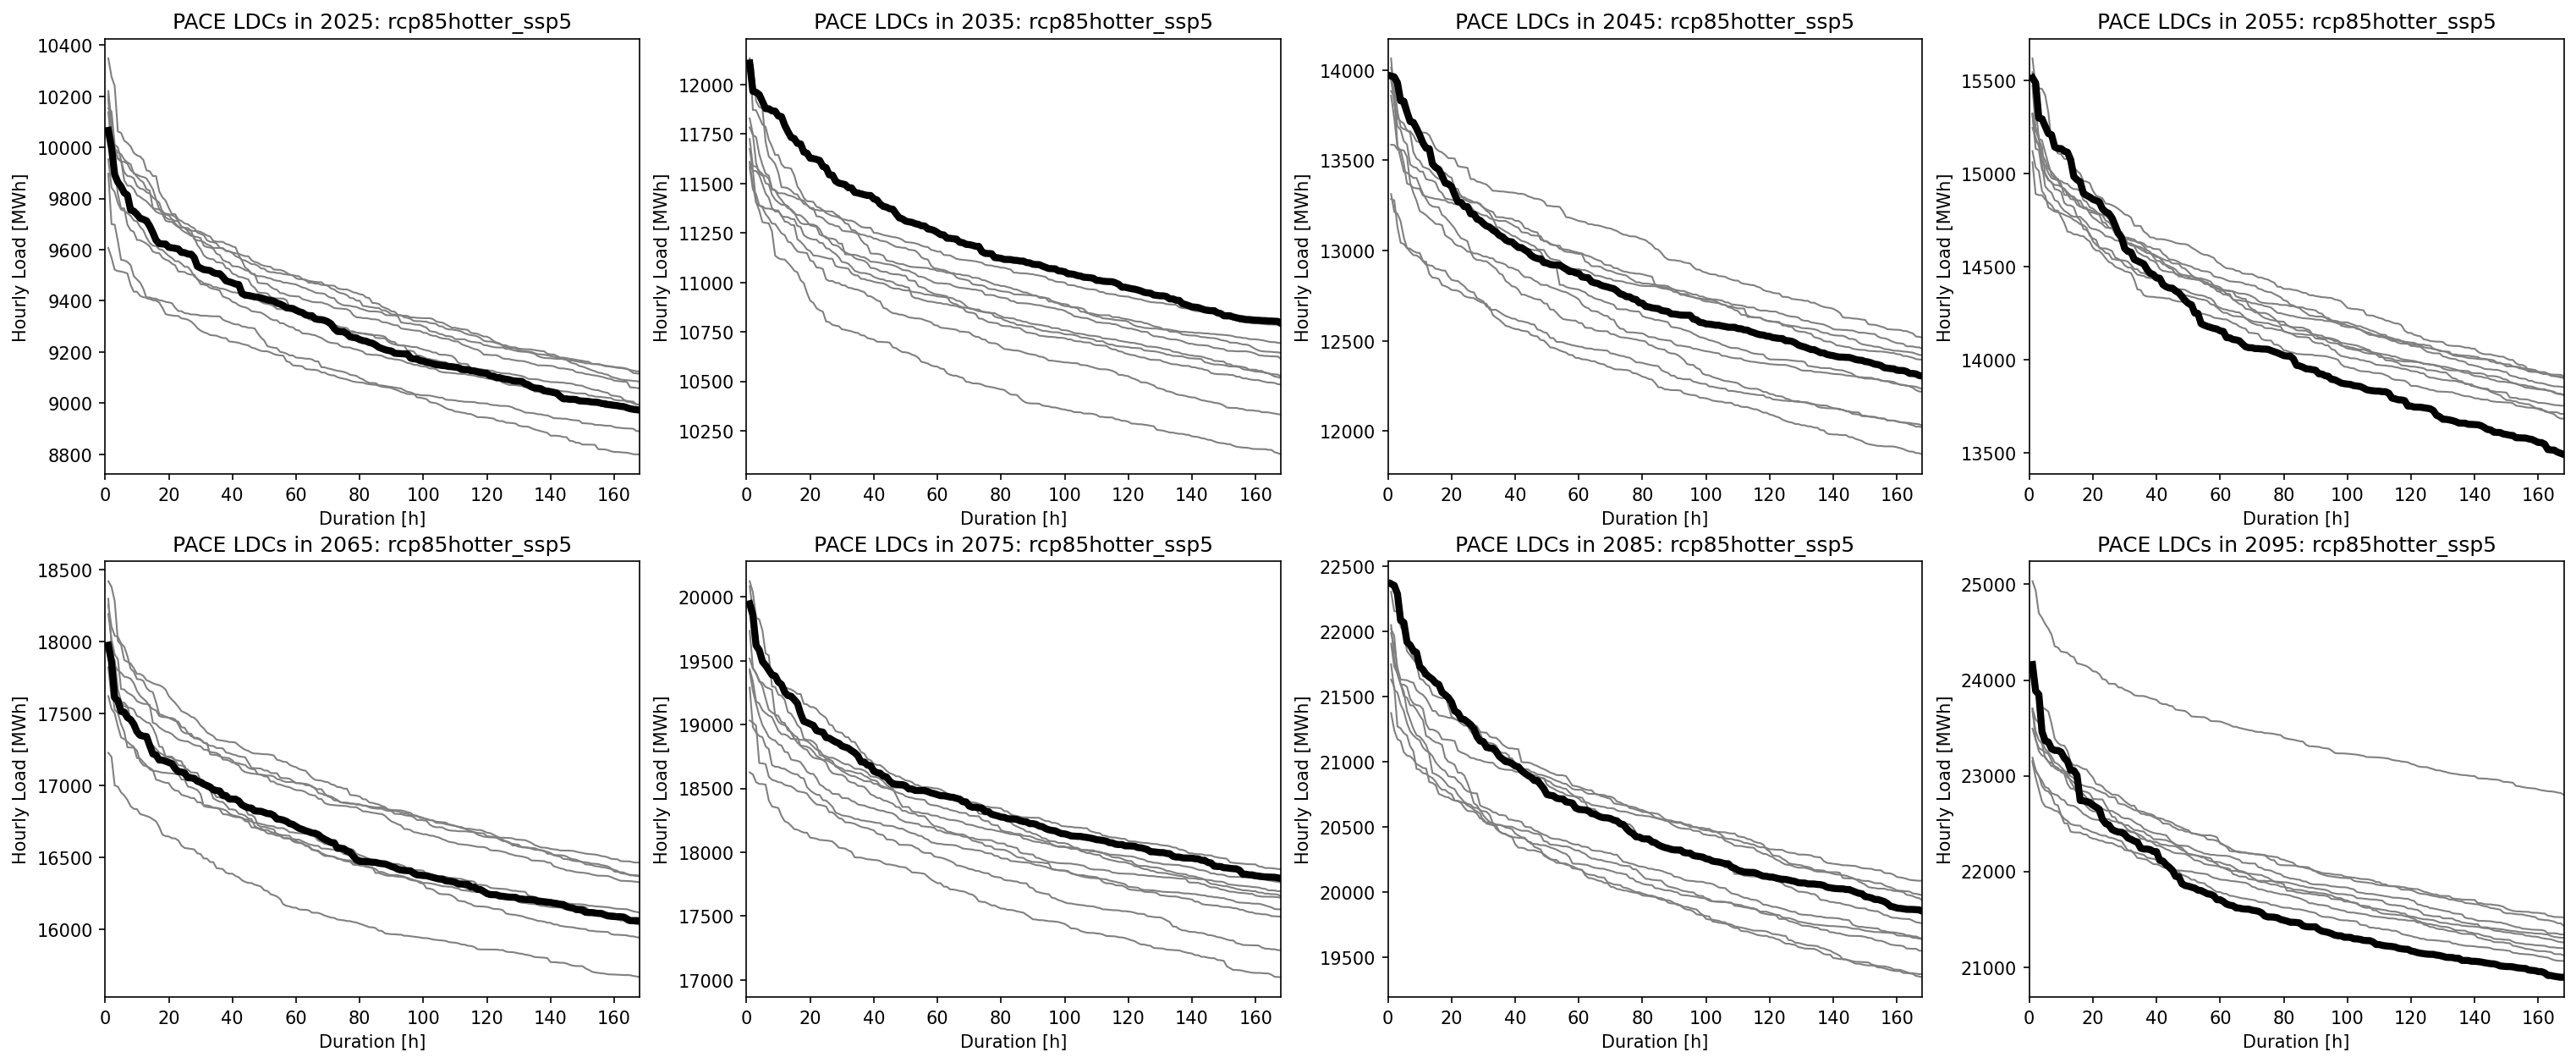 PACE LDCs in 2025: rcp85hotter_ssp5
Hourly Load [MWh]
10400
10200
10000
9800
9600
9400
9200
9000
8800
0 20 40 60 80 100 120 140 160
Duration [h]
PACE LDCs in 2035: rcp85hotter_ssp5
Hourly Load [MWh]
12000
11750
11500
11250
11000
10750
10500
10250
0 20 40 60 80 100 120 140 160
Duration [h]
PACE LDCs in 2045: rcp85hotter_ssp5
Hourly Load [MWh]
14000
13500
13000
12500
12000
0 20 40 60 80 100 120 140 160
Duration [h]
PACE LDCs in 2055: rcp85hotter_ssp5
Hourly Load [MWh]
15500
15000
14500
14000
13500
0 20 40 60 80 100 120 140 160
Duration [h]
PACE LDCs in 2065: rcp85hotter_ssp5
Hourly Load [MWh]
18500
18000
17500
17000
16500
16000
0 20 40 60 80 100 120 140 160
Duration [h]
PACE LDCs in 2075: rcp85hotter_ssp5
Hourly Load [MWh]
20000
19500
19000
18500
18000
17500
17000
0 20 40 60 80 100 120 140 160
Duration [h]
PACE LDCs in 2085: rcp85hotter_ssp5
Hourly Load [MWh]
22500
22000
21500
21000
20500
20000
19500
0 20 40 60 80 100 120 140 160
Duration [h]
PACE LDCs in 2095: rcp85hotter_ssp5
Hourly Load [MWh]
25000
24000
23000
22000
21000
0 20 40 60 80 100 120 140 160
Duration [h]